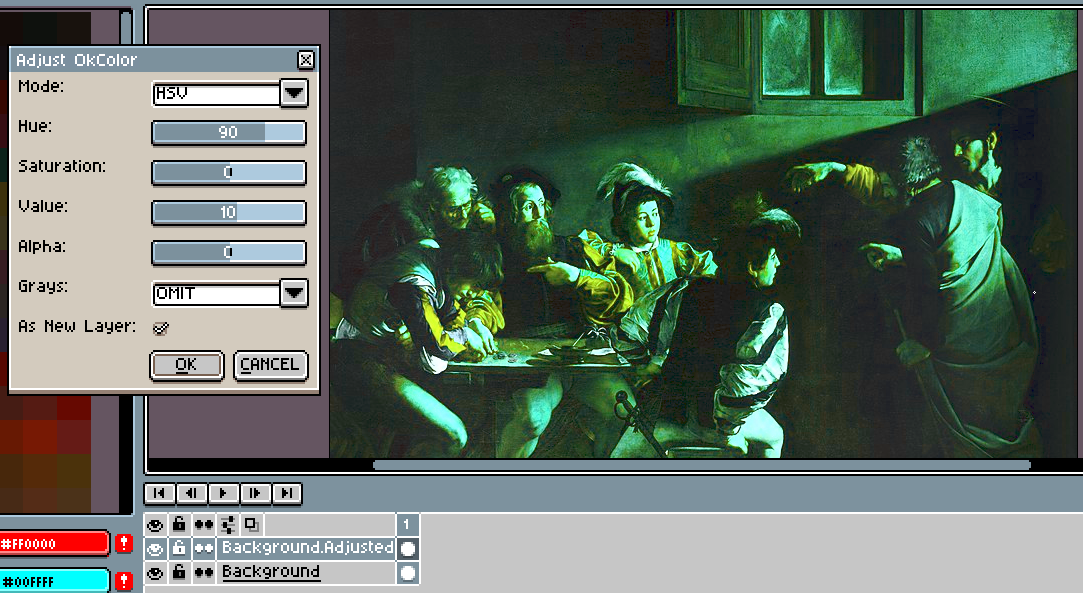 Adjust OkColor
Mode: HSV
Hue: 90
Saturation: 0
Value: 10
Alpha: 0
Grays: OMIT
As New Layer:
OK CANCEL
1
Background.Adjusted
Background
#FF0000 !
#00FFFF !